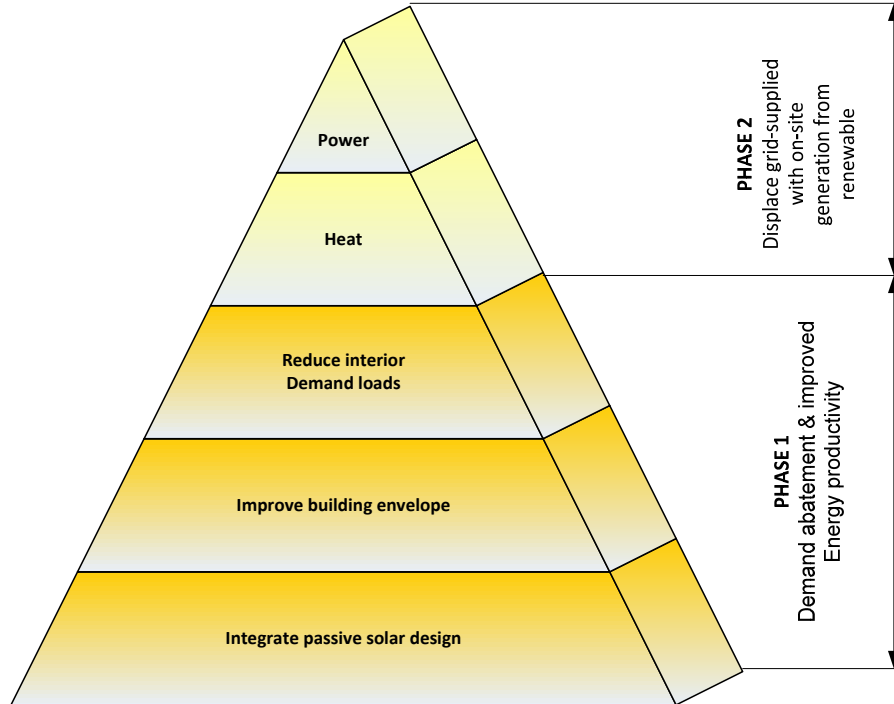 Power
Heat
Reduce interior
Demand loads
Improve building envelope
Integrate passive solar design
PHASE 2
Displace grid-supplied
with on-site
generation from
renewable
PHASE 1
Demand abatement & improved
Energy productivity